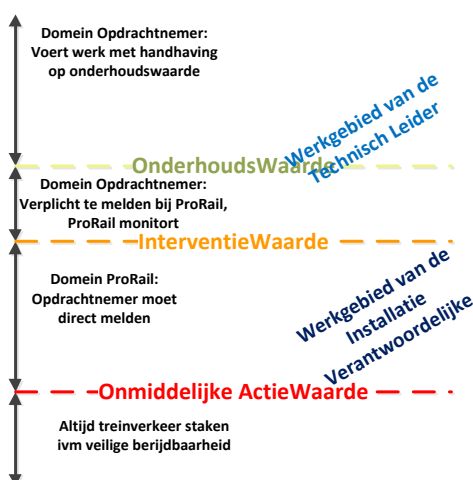 Domein Opdrachtnemer:
Voert werk met handhaving
op onderhoudswaarde
Werkgebied van de
Technisch Leider
OnderhoudsWaarde
Domein Opdrachtnemer:
Verplicht te melden bij ProRail,
ProRail monitort
InterventieWaarde
Domein ProRail:
Opdrachtnemer moet
direct melden
Werkgebied van de
Installatie
Verantwoordelijke
Onmiddelijke ActieWaarde
Altijd treinverkeer staken
ivm veilige berijdbaarheid